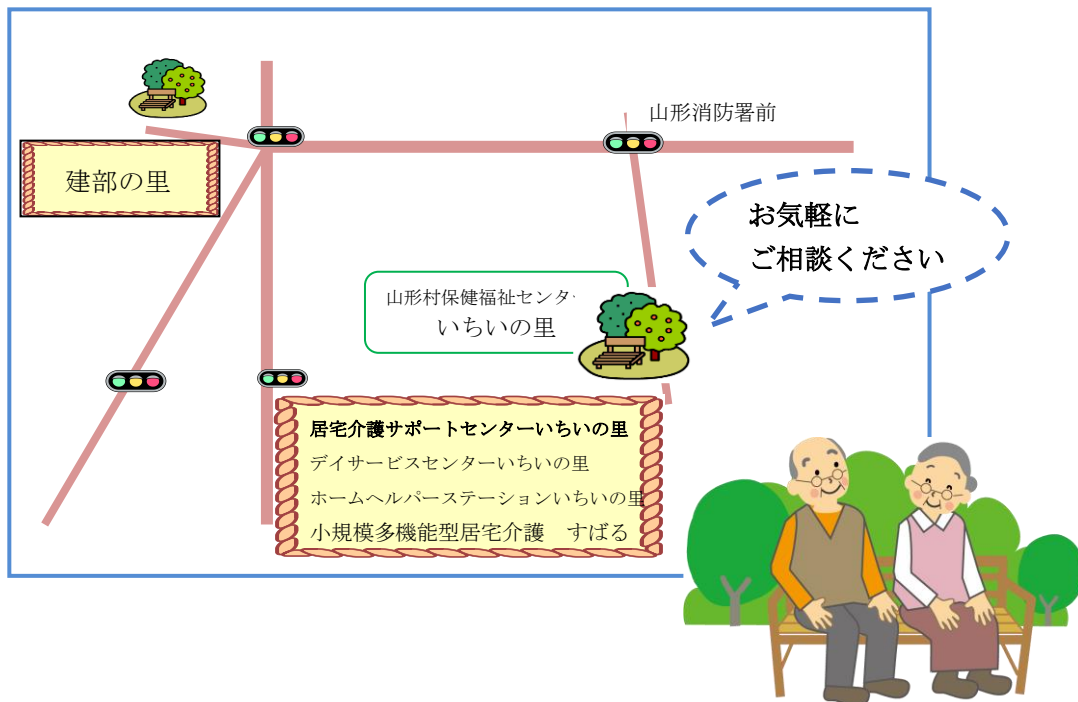 山形消防署前
建部の里
お気軽に
ご相談ください
山形村保健福祉センタ
いちいの里
居宅介護サポートセンターいちいの里
デイサービスセンターいちいの里
ホームヘルパーステーションいちいの里
小規模多機能型居宅介護　すばる